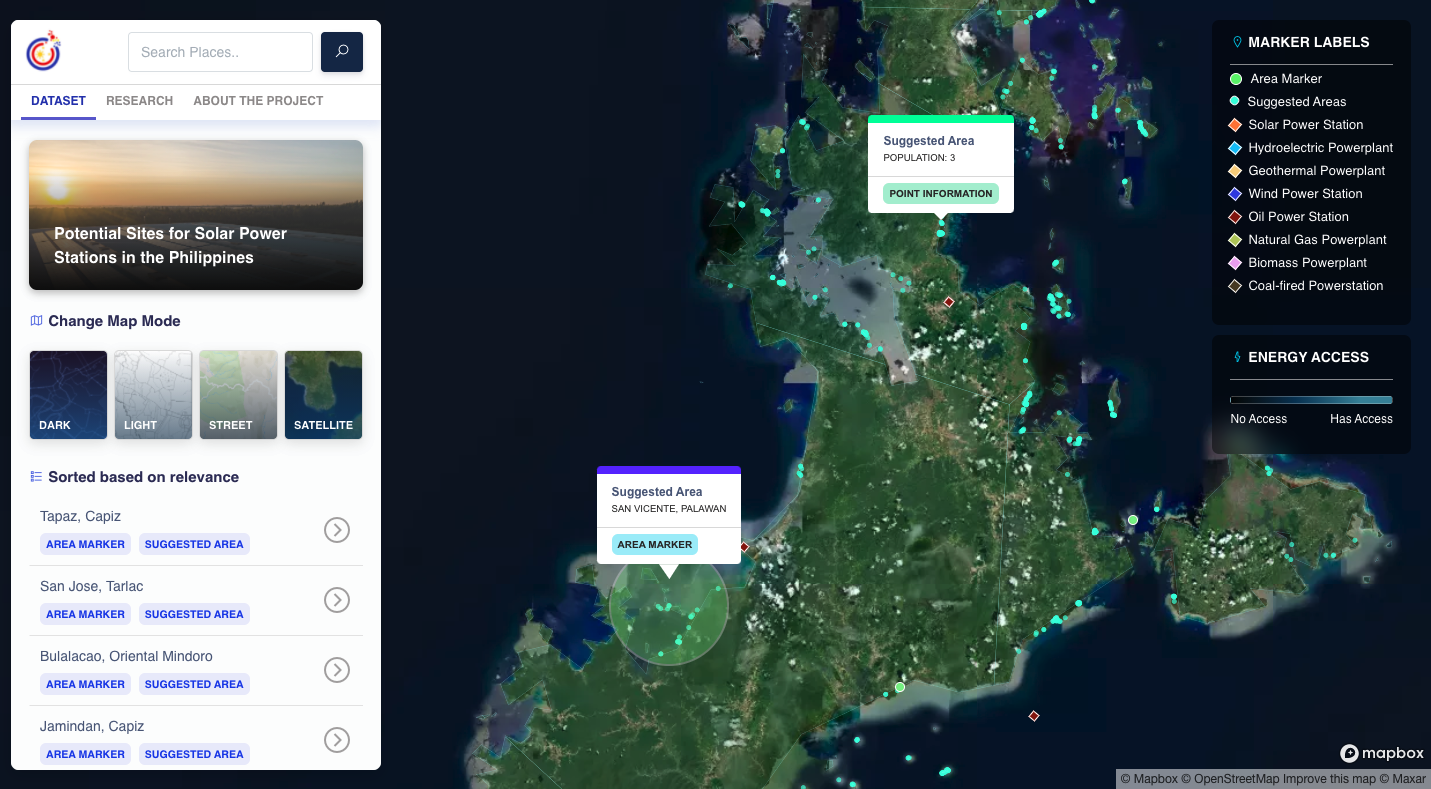 Search Places..
DATASET
RESEARCH
ABOUT THE PROJECT
Potential Sites for Solar Power
Stations in the Philippines
Change Map Mode
DARK
LIGHT
STREET
SATELLITE
Sorted based on relevance
Tapaz, Capiz
AREA MARKER
SUGGESTED AREA
San Jose, Tarlac
AREA MARKER
SUGGESTED AREA
Bulalacao, Oriental Mindoro
AREA MARKER
SUGGESTED AREA
Jamindan, Capiz
AREA MARKER
SUGGESTED AREA
Suggested Area
POPULATION: 3
POINT INFORMATION
Suggested Area
SAN VICENTE, PALAWAN
AREA MARKER
MARKER LABELS
Area Marker
Suggested Areas
Solar Power Station
Hydroelectric Powerplant
Geothermal Powerplant
Wind Power Station
Oil Power Station
Natural Gas Powerplant
Biomass Powerplant
Coal-fired Powerstation
ENERGY ACCESS
No Access
Has Access
mapbox
© Mapbox © OpenStreetMap Improve this map © Maxar